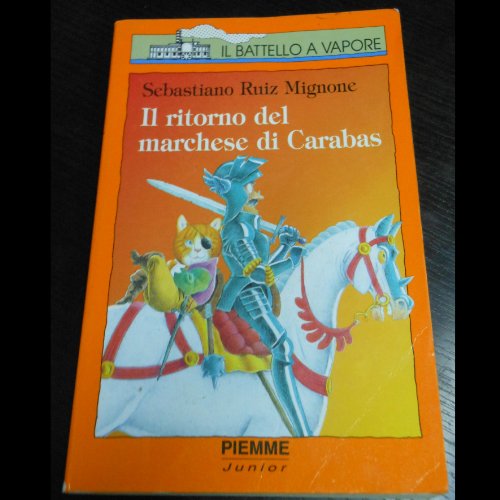 IL BATTELLO A VAPORE
Sebastiano Ruiz Mignone
Il ritorno del
marchese di Carabas
PIEMME
Junior